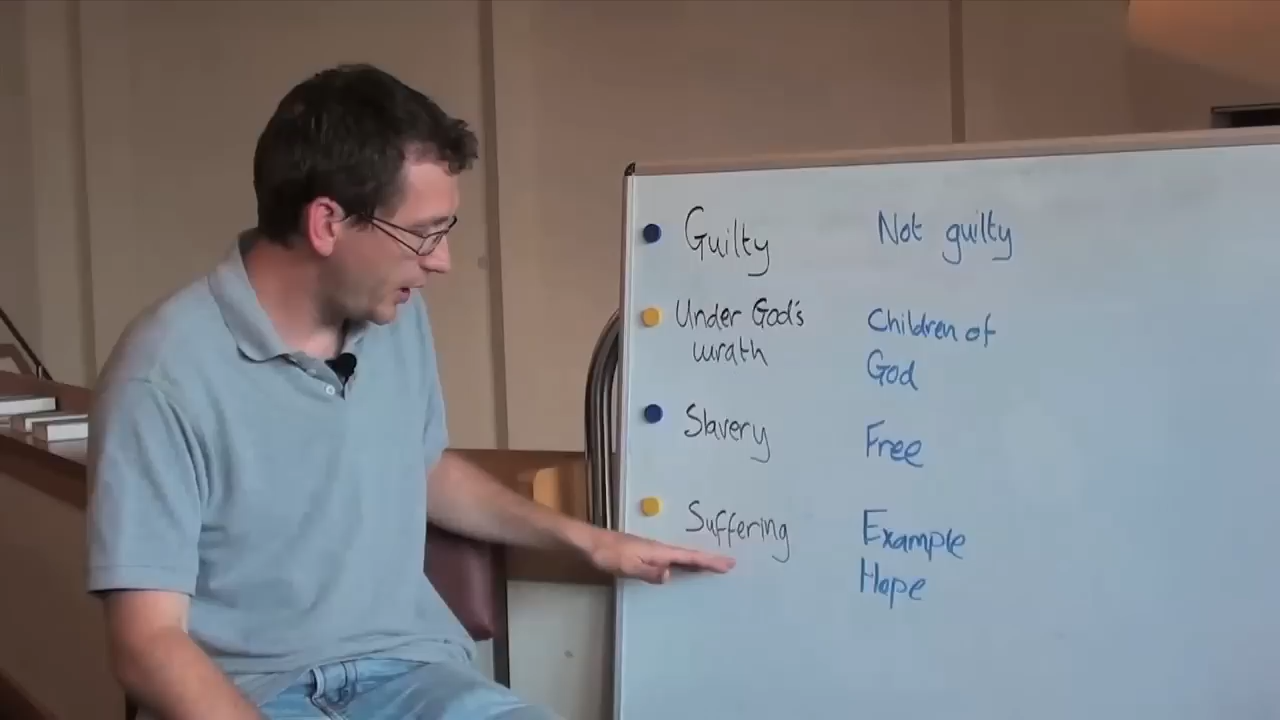 Guilty Not guilty
Under God's Children of
wrath God
Slavery Free
Suffering Example
Hope